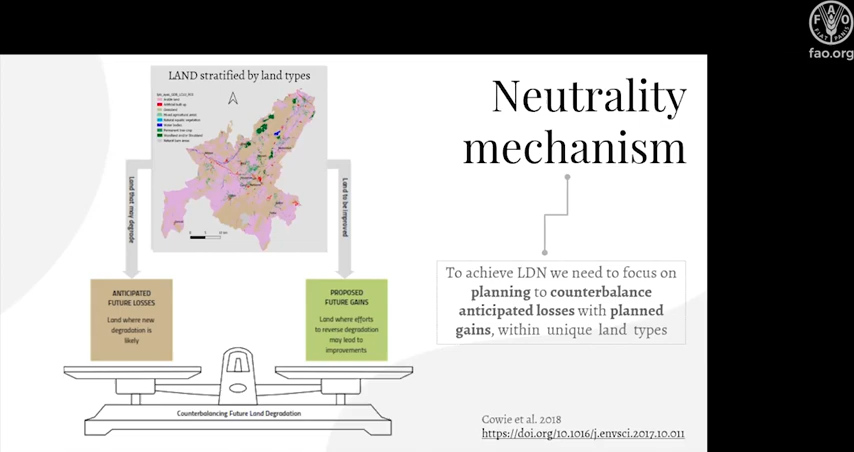 FAO
FIAT PANIS
fao.org
LAND stratified by land types
Neutrality
mechanism
Land that may degrade
Land to be improved
To achieve LDN we need to focus on
planning to counterbalance
anticipated losses with planned
gains, within unique land types
ANTICIPATED
FUTURE LOSSES
Land where new
degradation is
likely
PROPOSED
FUTURE GAINS
Land where efforts
to reverse degradation
may lead to
improvements
Counterbalancing Future Land Degradation
Cowie et al. 2018
https://doi.org/10.1016/j.envsci.2017.10.011